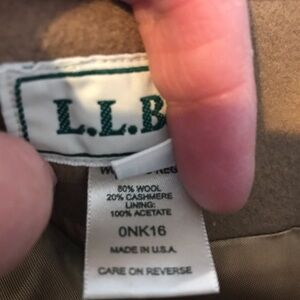 L.L.B
80% WOOL
20% CASHMERE
LINING:
100% ACETATE
0NK16
MADE IN U.S.A.
CARE ON REVERSE